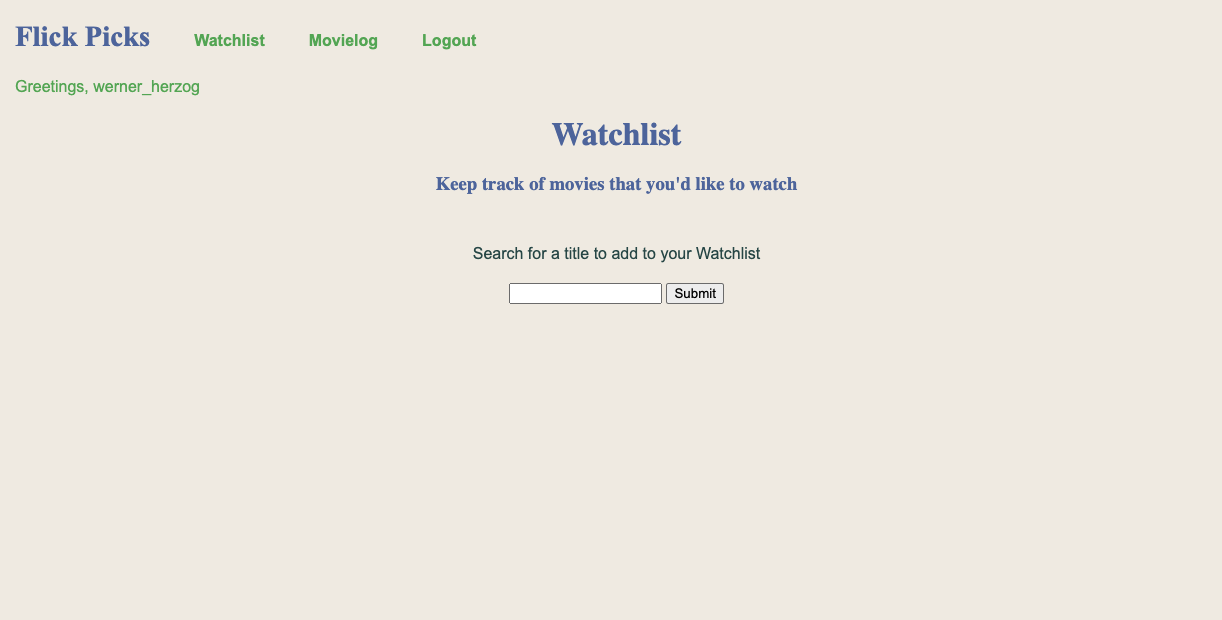 Flick Picks Watchlist Movielog Logout
Greetings, werner_herzog
Watchlist
Keep track of movies that you'd like to watch
Search for a title to add to your Watchlist
Submit